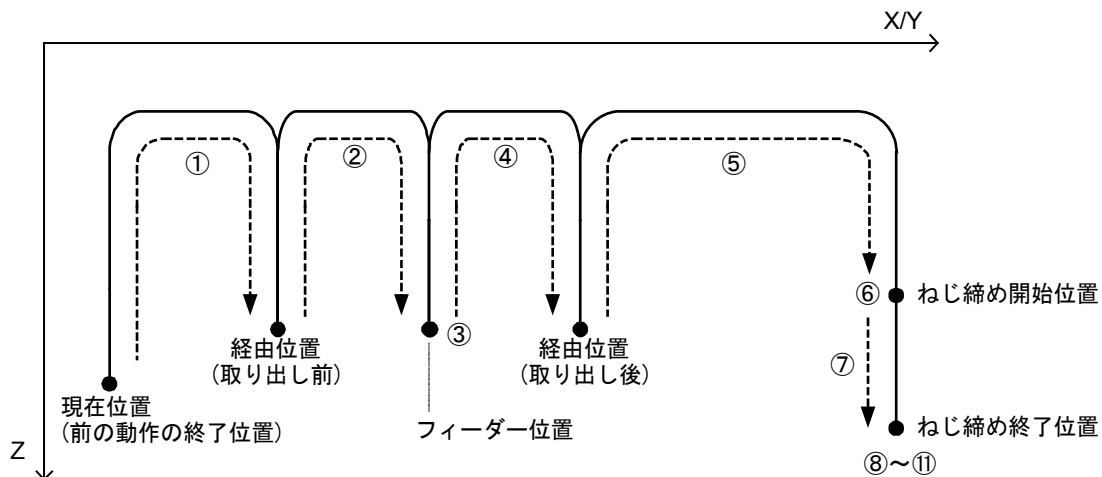 X/Y
①
②
④
⑤
⑥
ねじ締め開始位置
③
経由位置
(取り出し前)
経由位置
(取り出し後)
⑦
現在位置
(前の動作の終了位置)
フィーダー位置
ねじ締め終了位置
Z
⑧～⑪